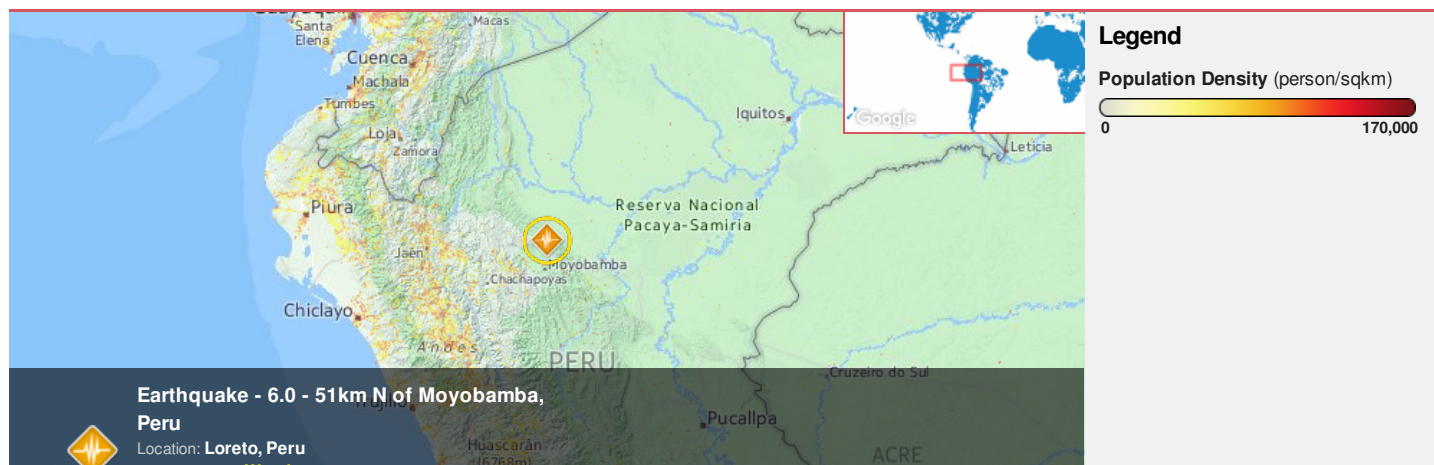 Macas
Santa
Elena
Cuenca
Machala
Tumbes
Iquitos
Google
Loja
Zamora
Leticia
Legend
Population Density (person/sqkm)
0
170,000
Reserva Nacional
Pacaya-Samiria
Piura
Jaén
Moyobamba
Chachapoyas
Chiclayo
Andes
PERU
Cruzeiro do Sul
Earthquake - 6.0 - 51km N of Moyobamba,
Peru
Trujillo
Pucallpa
Location: Loreto, Peru
Huascarán
(6768m)
ACRE